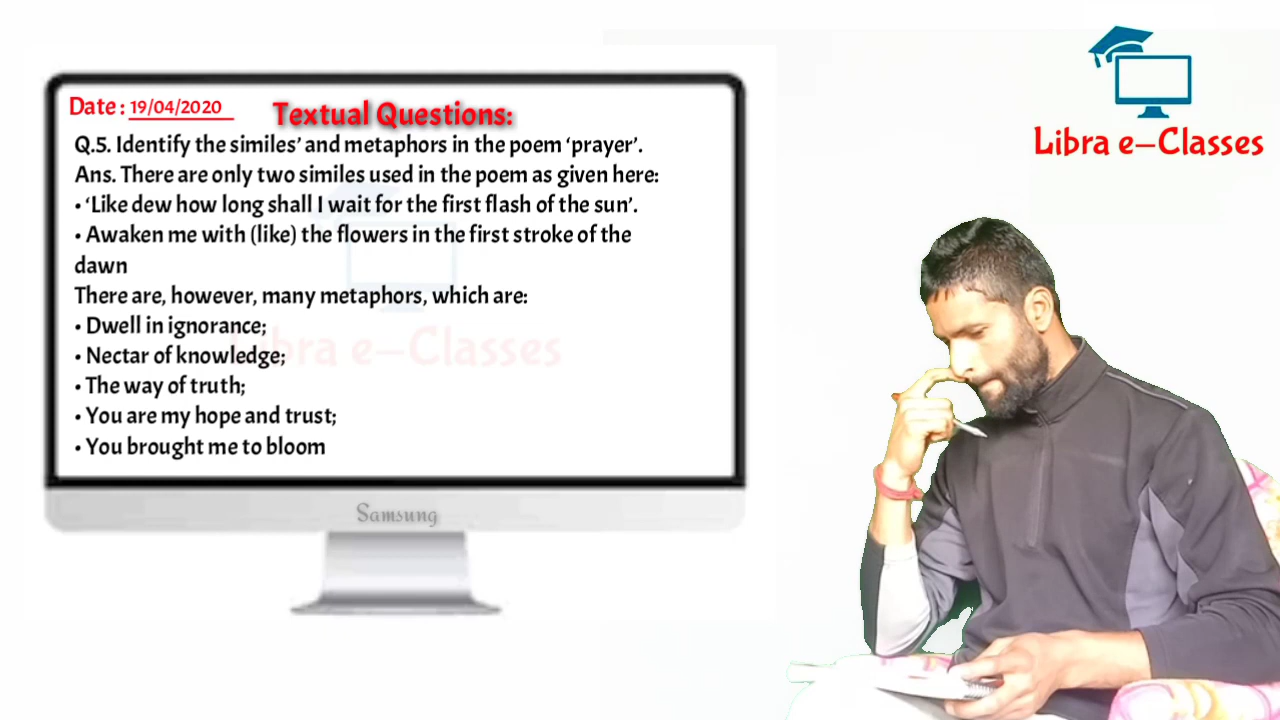 Date : 19/04/2020
Textual Questions:
Q.5. Identify the similes’ and metaphors in the poem ‘prayer’.
Ans. There are only two similes used in the poem as given here:
• ‘Like dew how long shall I wait for the first flash of the sun’.
• Awaken me with (like) the flowers in the first stroke of the
dawn
There are, however, many metaphors, which are:
• Dwell in ignorance;
• Nectar of knowledge;
• The way of truth;
• You are my hope and trust;
• You brought me to bloom
Libra e-Classes
Samsung
Libra e-Classes